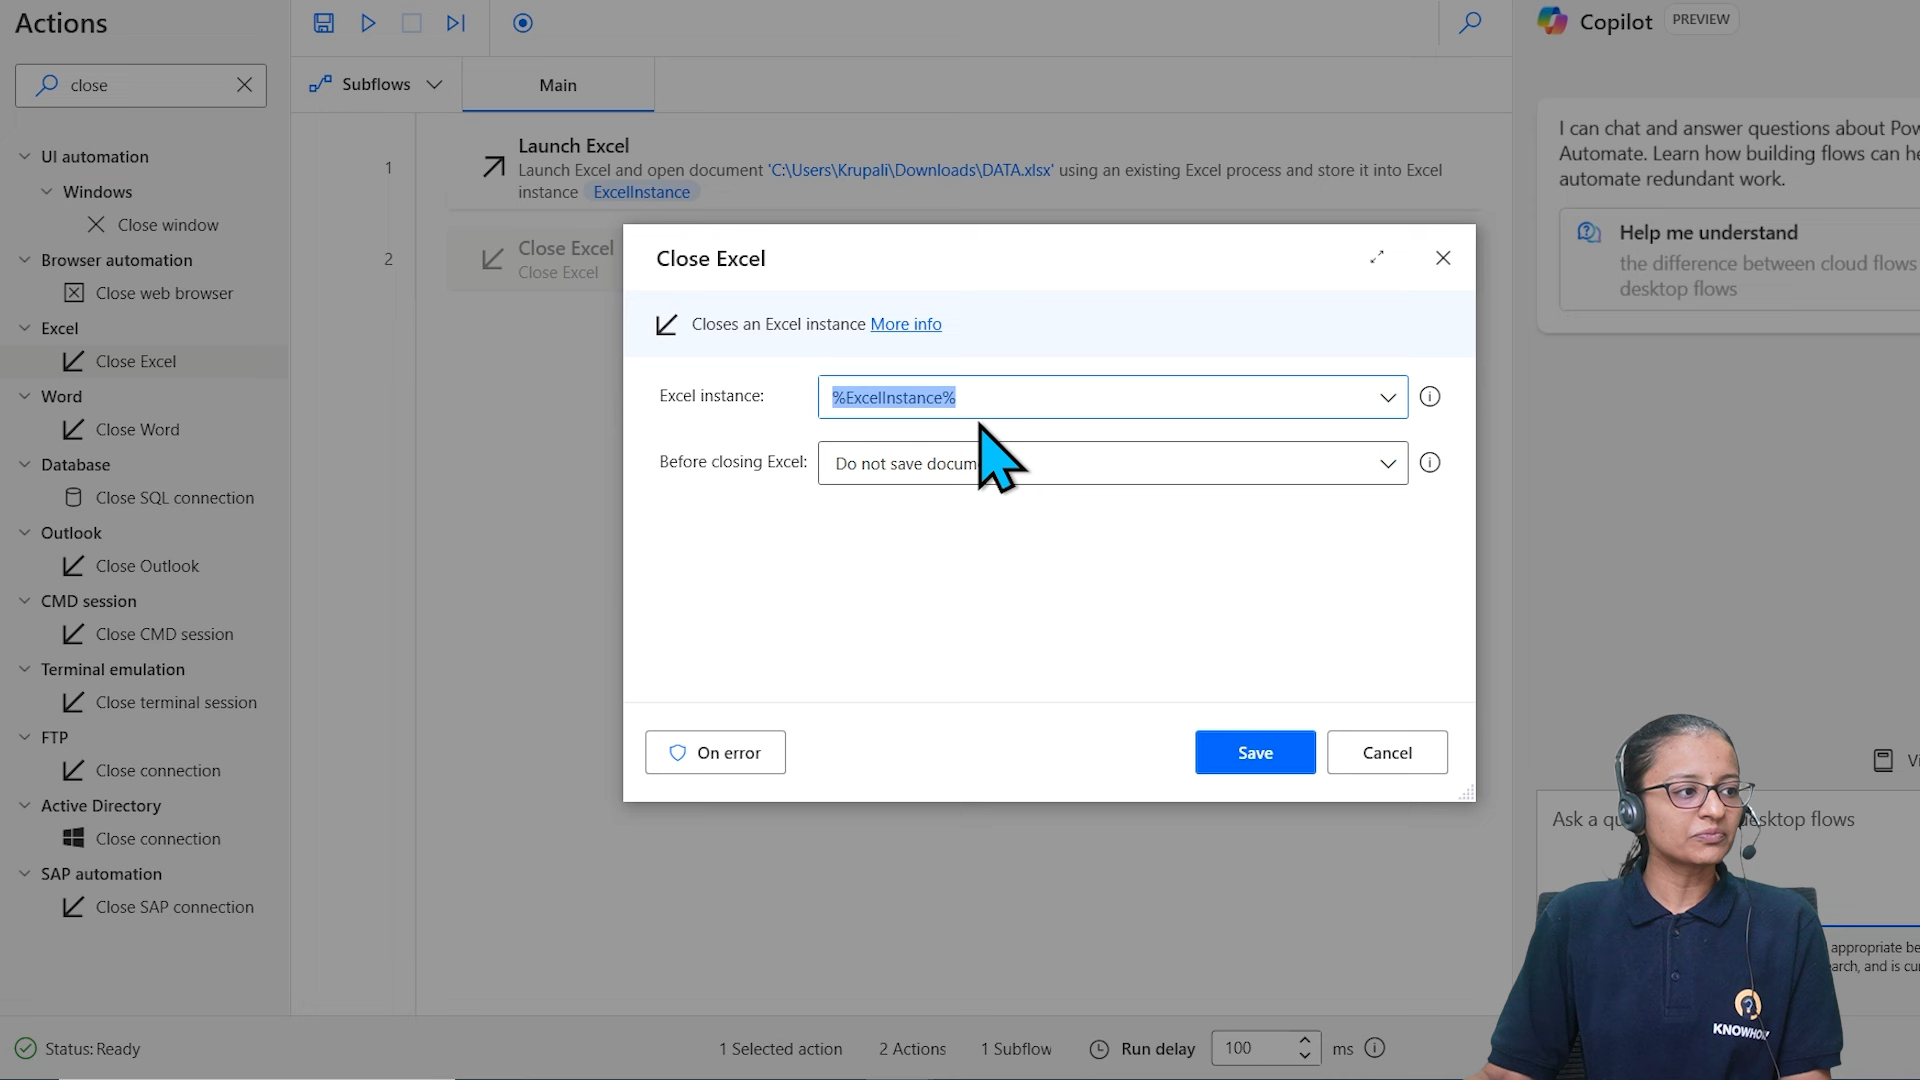 Actions
close
UI automation
Windows
Close window
Browser automation
Close web browser
Excel
Close Excel
Word
Close Word
Database
Close SQL connection
Outlook
Close Outlook
CMD session
Close CMD session
Terminal emulation
Close terminal session
FTP
Close connection
Active Directory
Close connection
SAP automation
Close SAP connection
Subflows
Main
1
Launch Excel
Launch Excel and open document 'C:\Users\Krupali\Downloads\DATA.xlsx' using an existing Excel process and store it into Excel
instance ExcelInstance
2
Close Excel
Close Excel
Close Excel
Closes an Excel instance More info
Excel instance:
%ExcelInstance%
Before closing Excel:
Do not save docum
On error
Save
Cancel
Copilot PREVIEW
I can chat and answer questions about Pow
Automate. Learn how building flows can he
automate redundant work.
Help me understand
the difference between cloud flows
desktop flows
Vi
Ask a qu esktop flows
appropriate be
earch, and is cur
KNOWHOW
Status: Ready
1 Selected action
2 Actions
1 Subflow
Run delay
100
ms